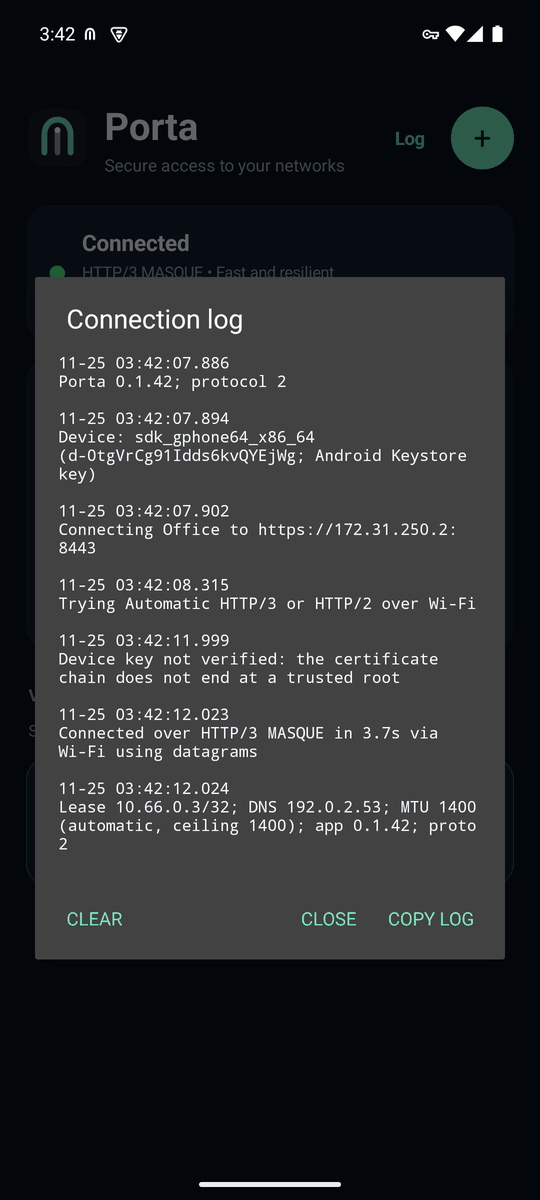 3:42
Porta
Log
+
Secure access to your networks
Connected
HTTP/3 MASQUE • Fast and resilient
Connection log
11-25 03:42:07.886
Porta 0.1.42; protocol 2
11-25 03:42:07.894
Device: sdk_gphone64_x86_64
(d-OtgVrCg91Idds6kvQYEjWg; Android Keystore
key)
11-25 03:42:07.902
Connecting Office to https://172.31.250.2:
8443
11-25 03:42:08.315
Trying Automatic HTTP/3 or HTTP/2 over Wi-Fi
11-25 03:42:11.999
Device key not verified: the certificate
chain does not end at a trusted root
11-25 03:42:12.023
Connected over HTTP/3 MASQUE in 3.7s via
Wi-Fi using datagrams
11-25 03:42:12.024
Lease 10.66.0.3/32; DNS 192.0.2.53; MTU 1400
(automatic, ceiling 1400); app 0.1.42; proto
2
CLEAR
CLOSE
COPY LOG